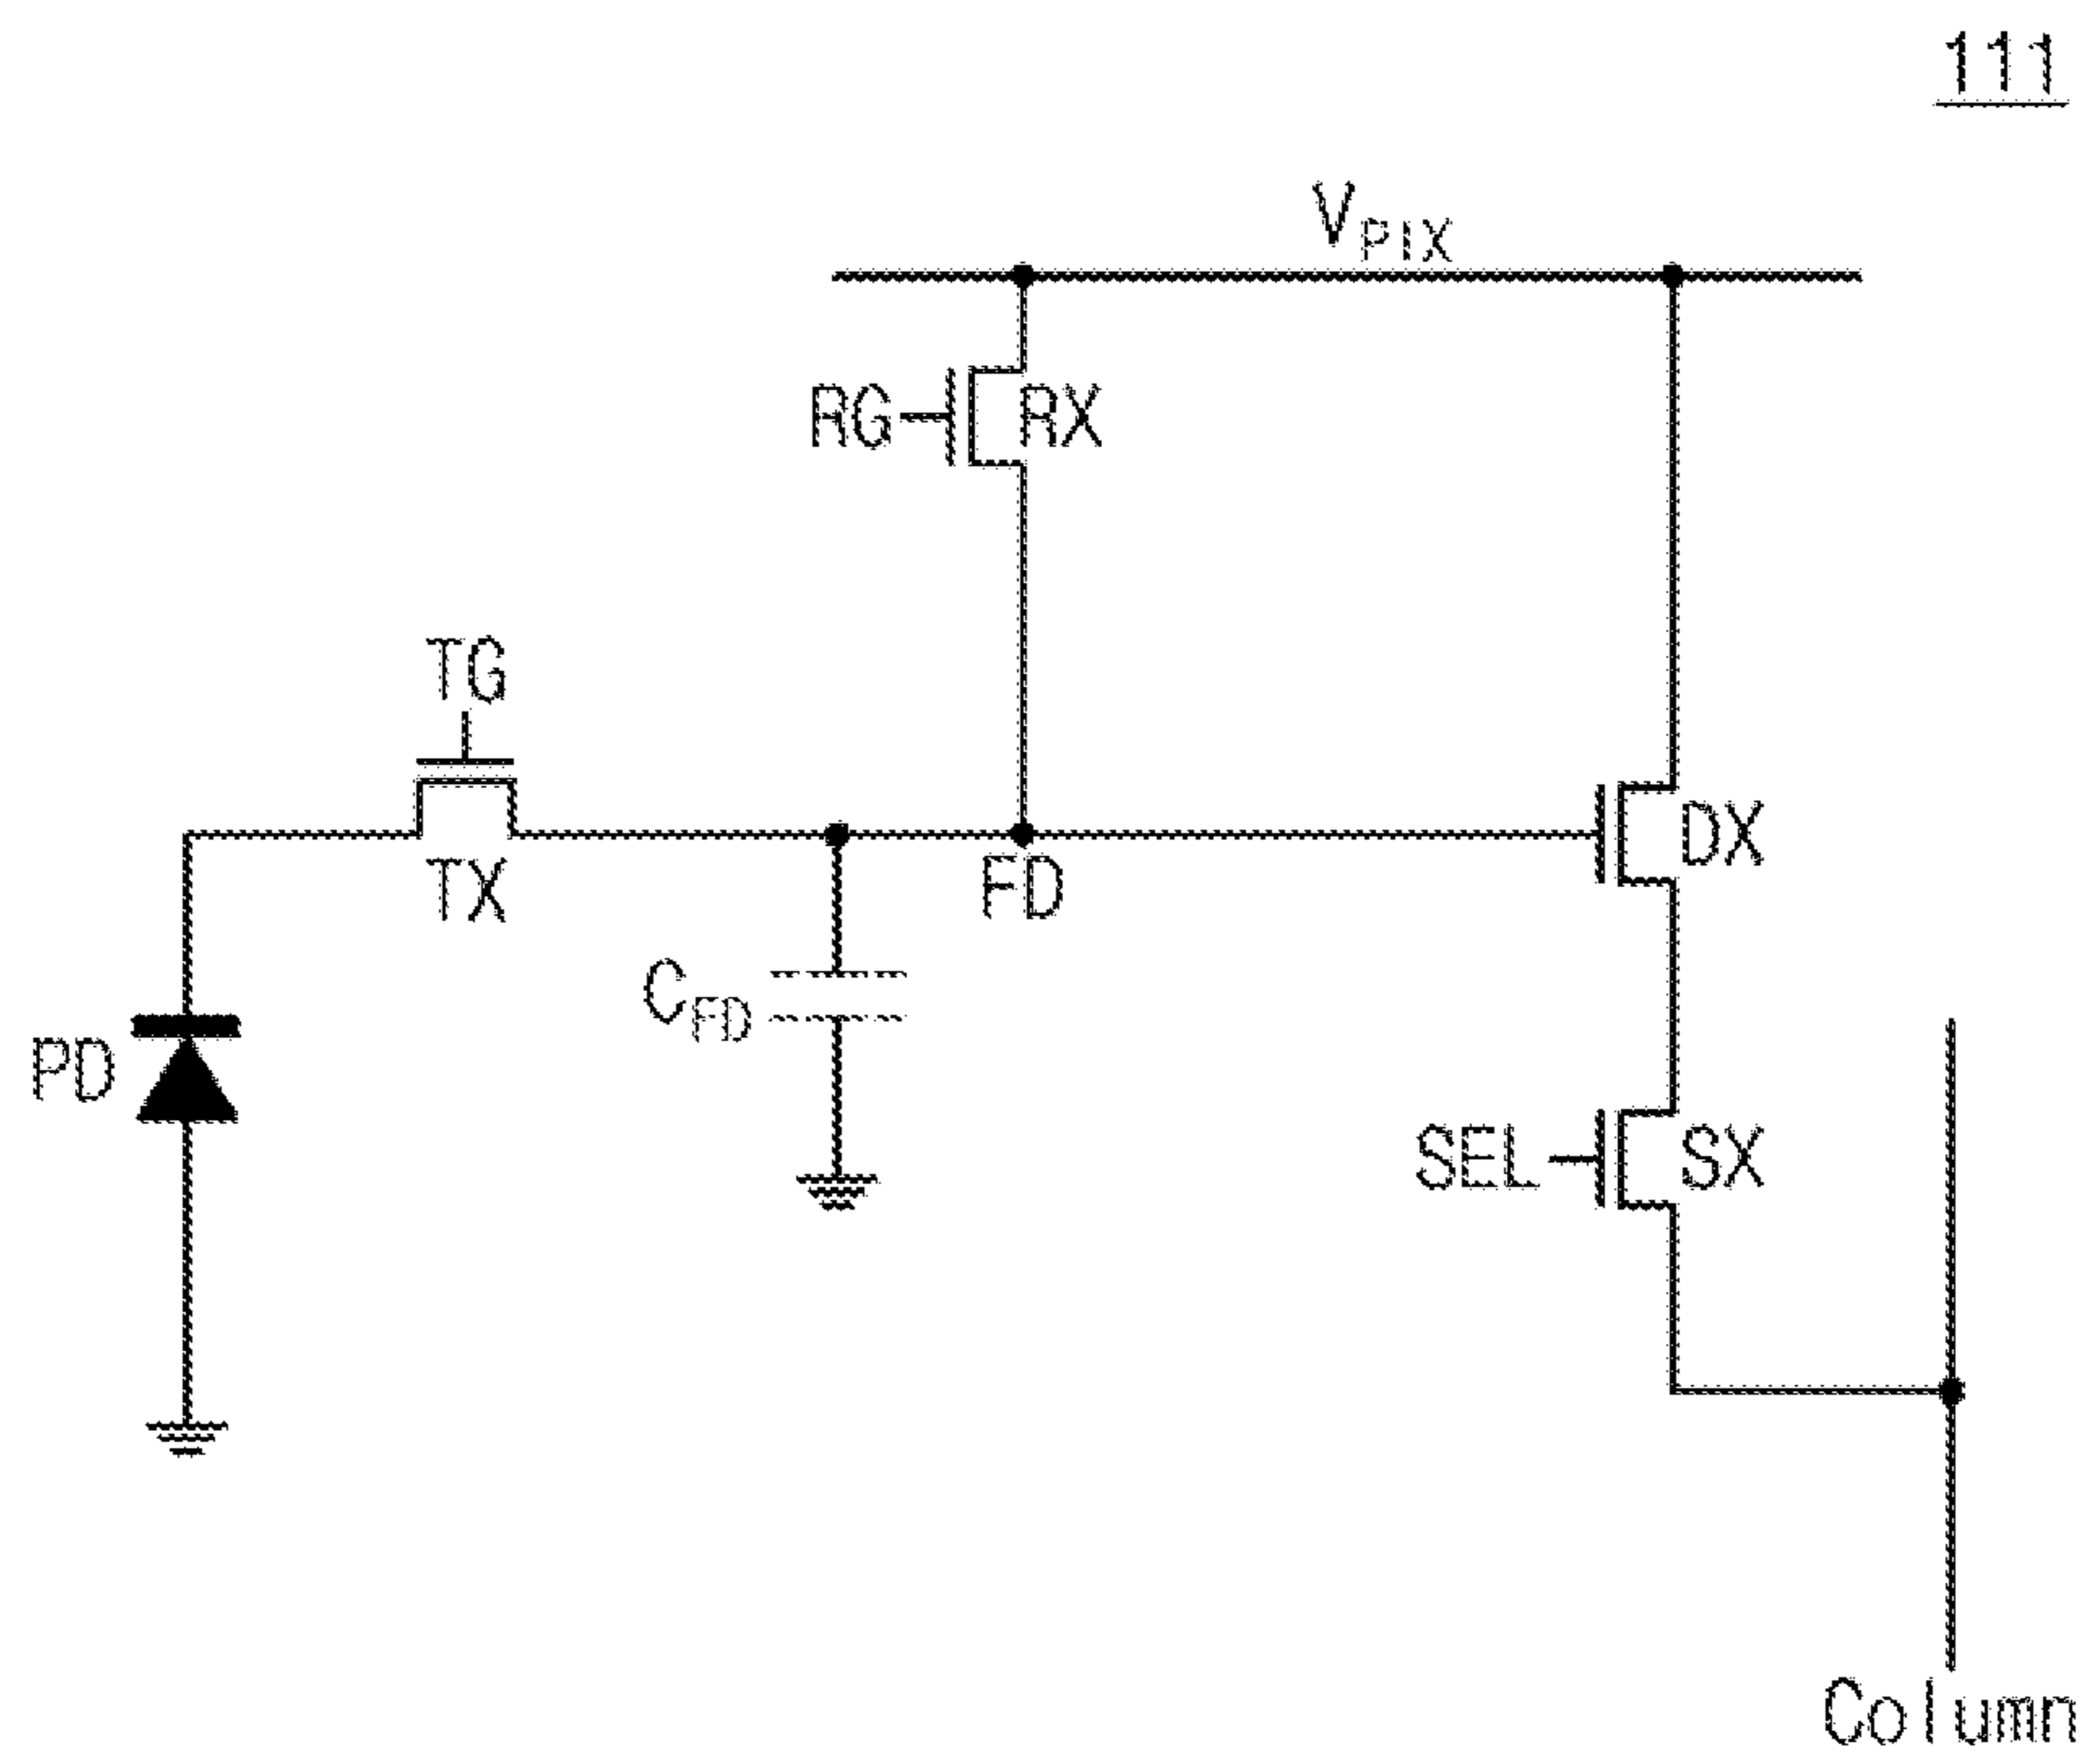 111
VPIX
RG
RX
TG
TX
FD
DX
CFD
PD
SEL
SX
Column